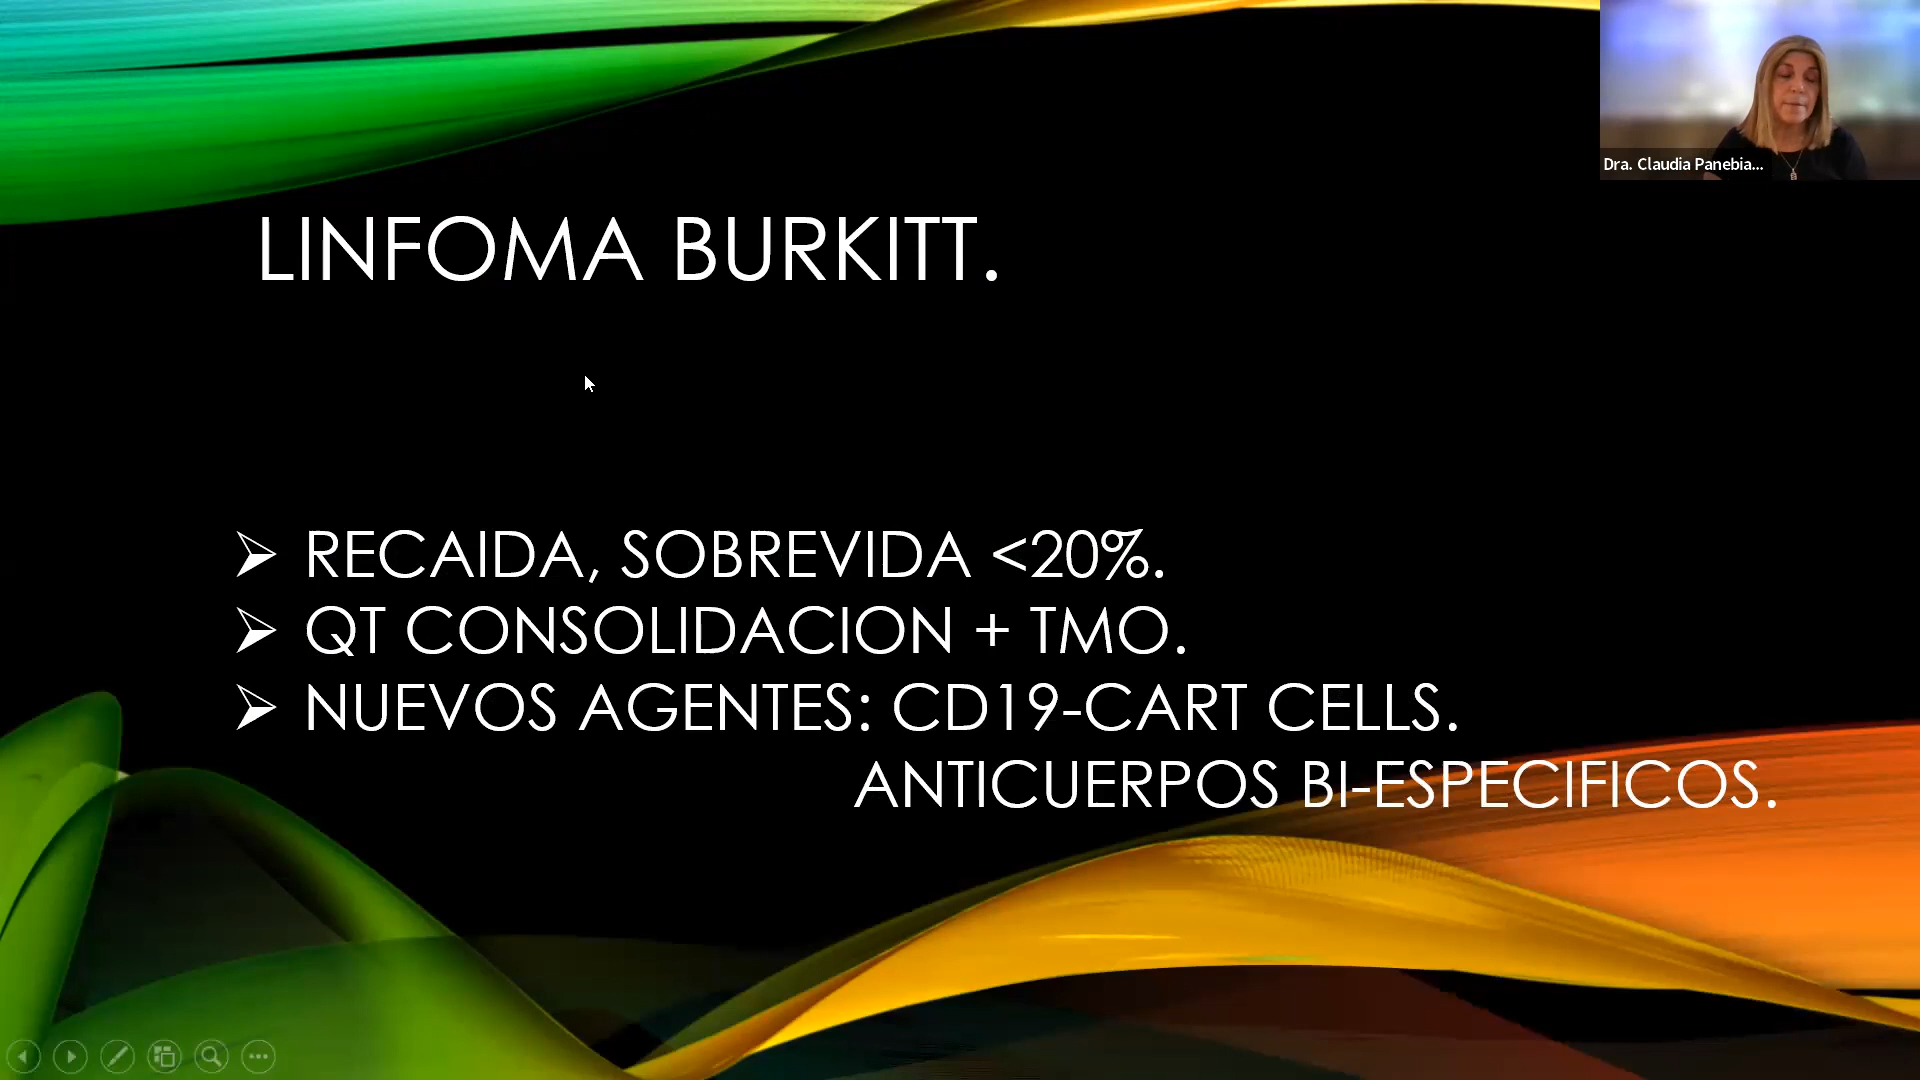 Dra. Claudia Panebia...
LINFOMA BURKITT.
RECAIDA, SOBREVIDA <20%.
QT CONSOLIDACION + TMO.
NUEVOS AGENTES: CD19-CART CELLS.
ANTICUERPOS BI-ESPECIFICOS.